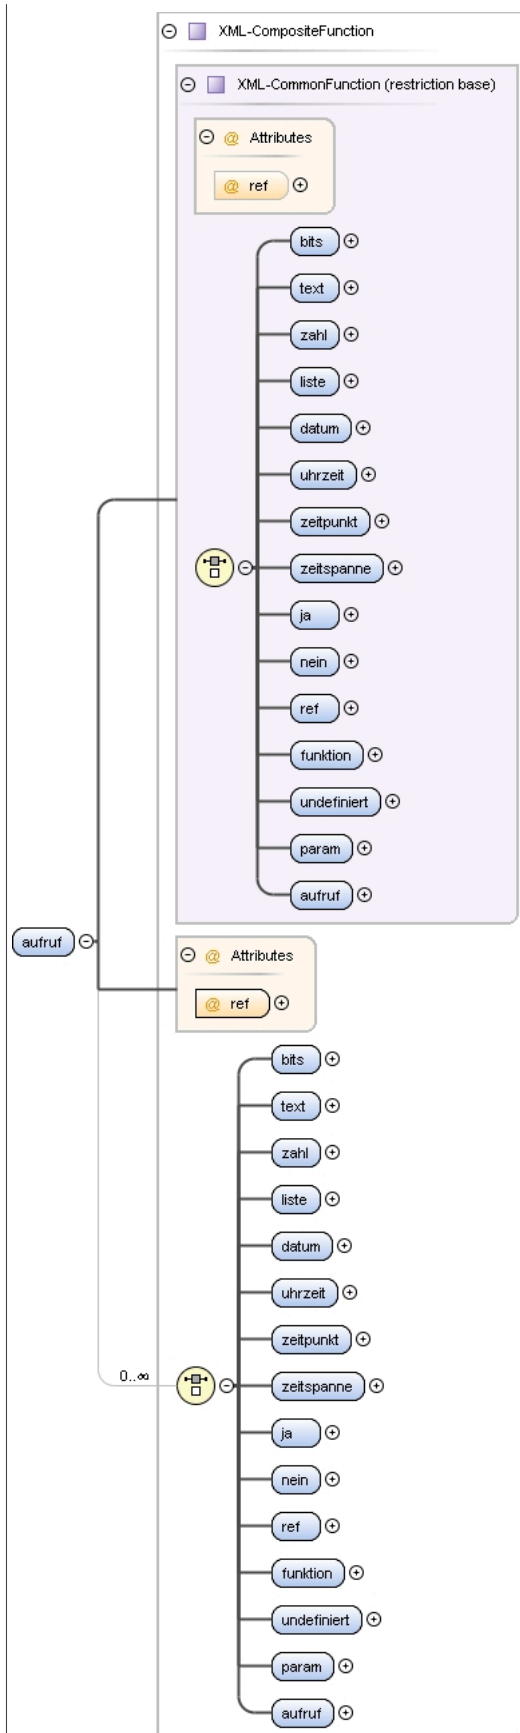 XML-CompositeFunction
XML-CommonFunction (restriction base)
@ Attributes
@ ref
bits
text
zahl
liste
datum
uhrzeit
zeitpunkt
zeitspanne
ja
nein
ref
funktion
undefiniert
param
aufruf
aufruf
@ Attributes
@ ref
bits
text
zahl
liste
datum
uhrzeit
zeitpunkt
0..∞
zeitspanne
ja
nein
ref
funktion
undefiniert
param
aufruf